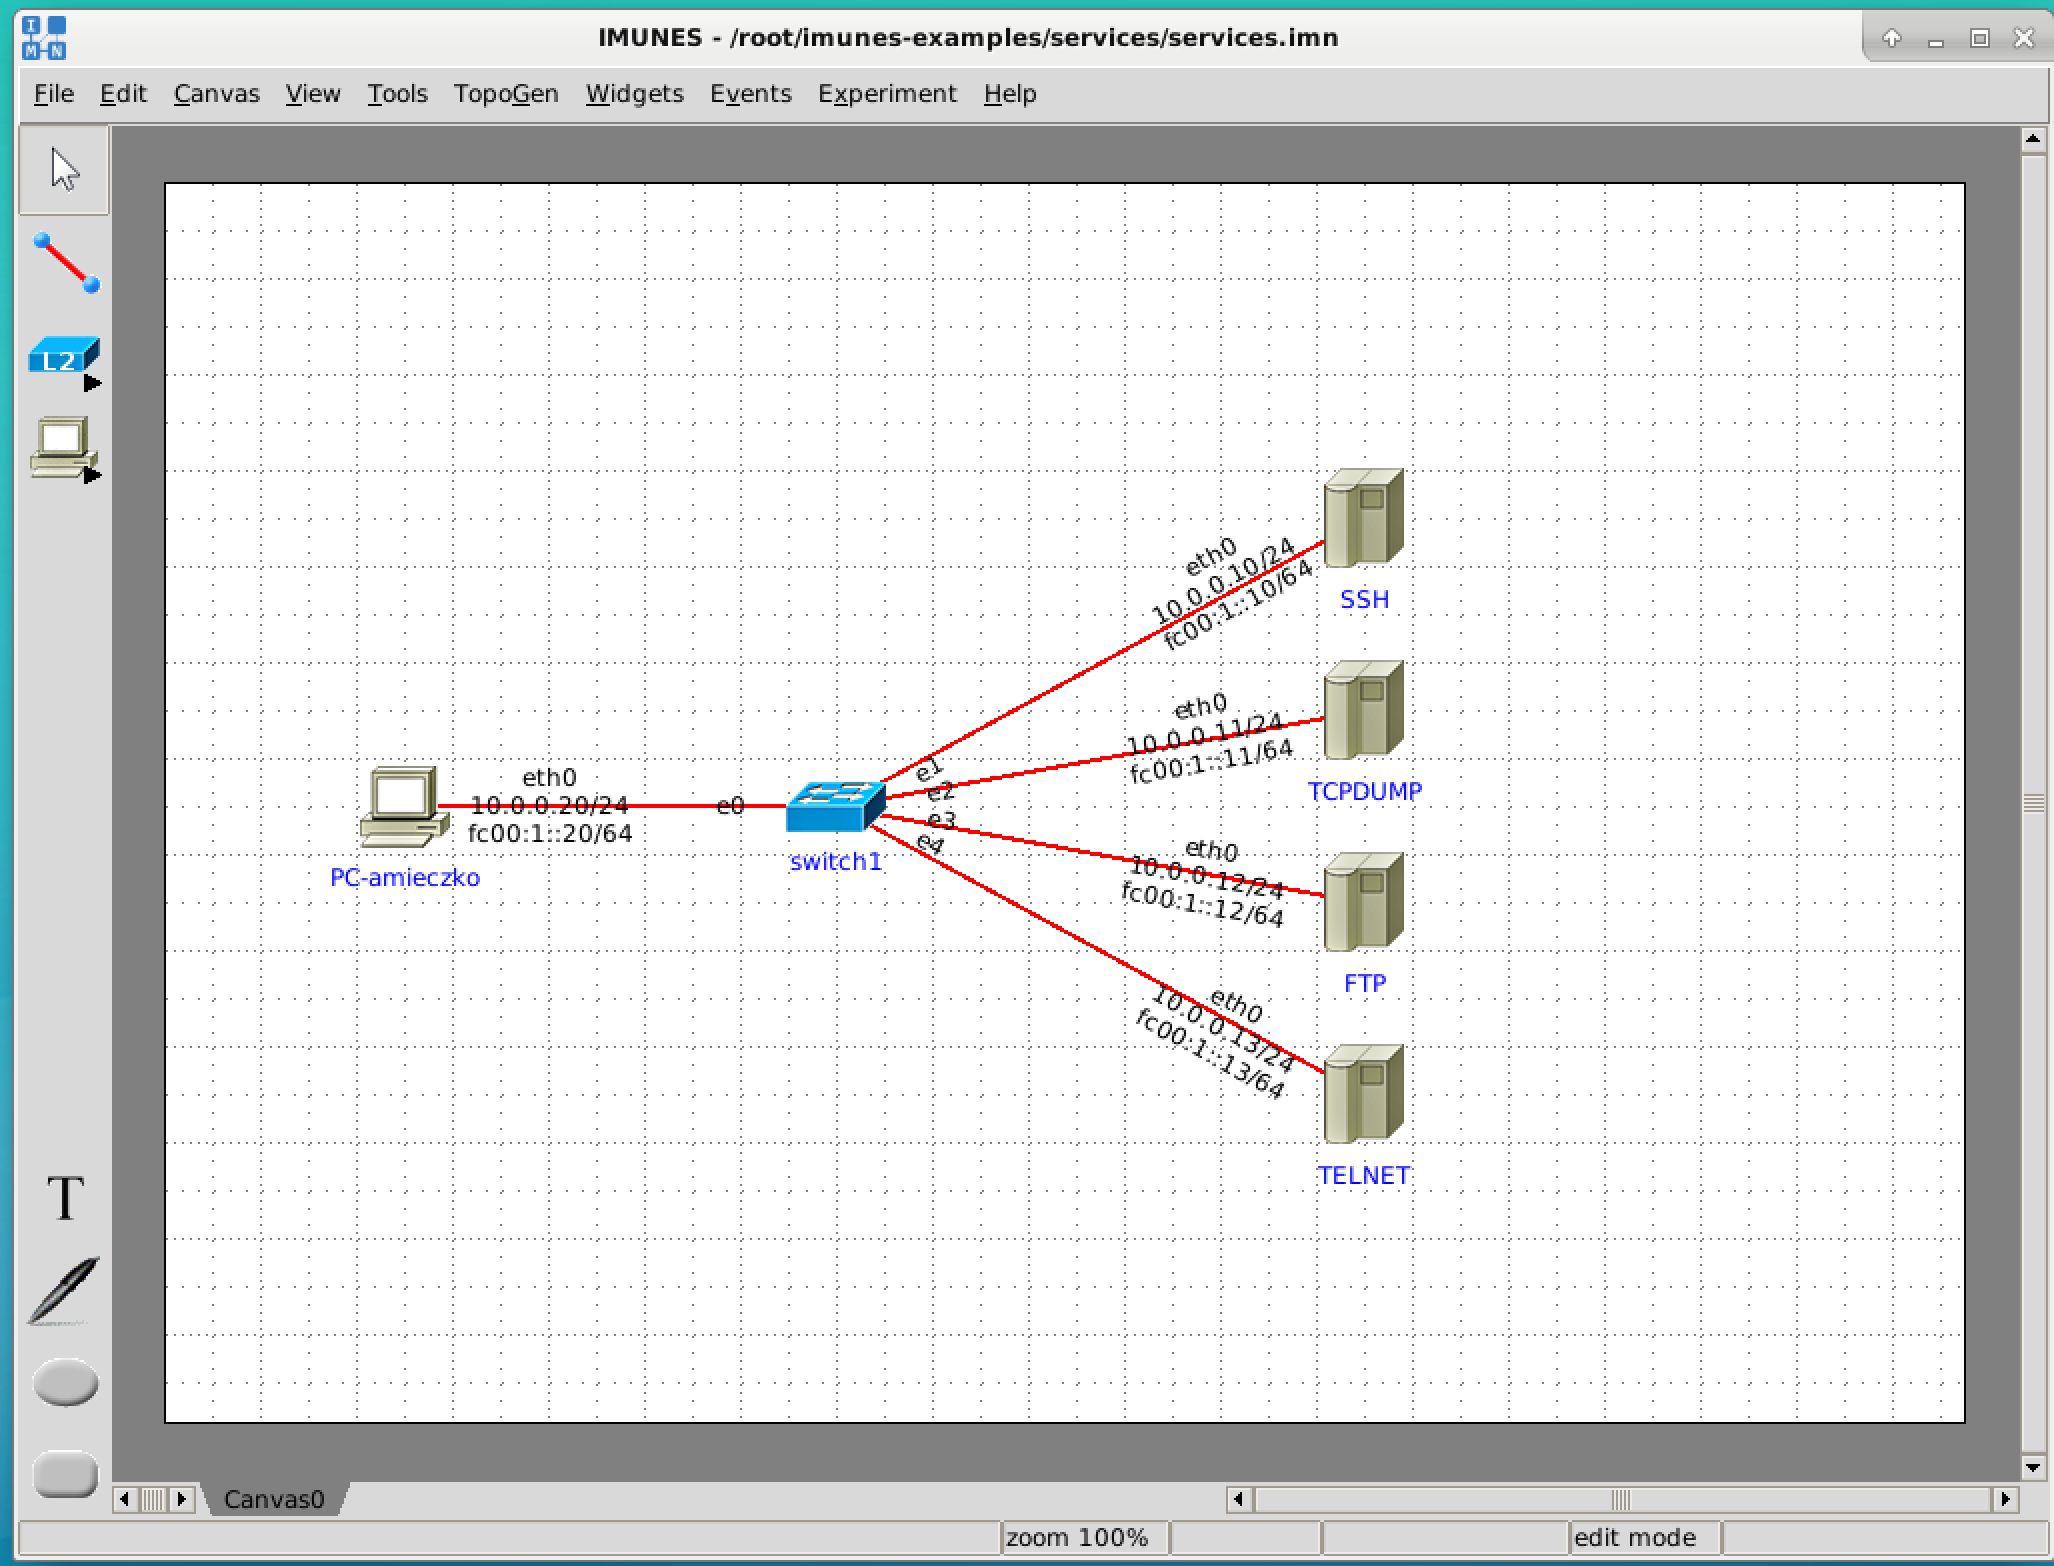 I
M N
IMUNES - /root/imunes-examples/services/services.imn
File Edit Canvas View Tools TopoGen Widgets Events Experiment Help
L2
T
eth0
10.0.0.10/24
fc00:1::10/64
SSH
eth0
10.0.0.11/24
fc00:1::11/64
TCPDUMP
eth0
10.0.0.20/24
fc00:1::20/64
PC-amieczko
e0
switch1
e1
e2
e3
e4
eth0
10.0.0.12/24
fc00:1::12/64
FTP
eth0
10.0.0.13/24
fc00:1::13/64
TELNET
Canvas0
zoom 100%
edit mode